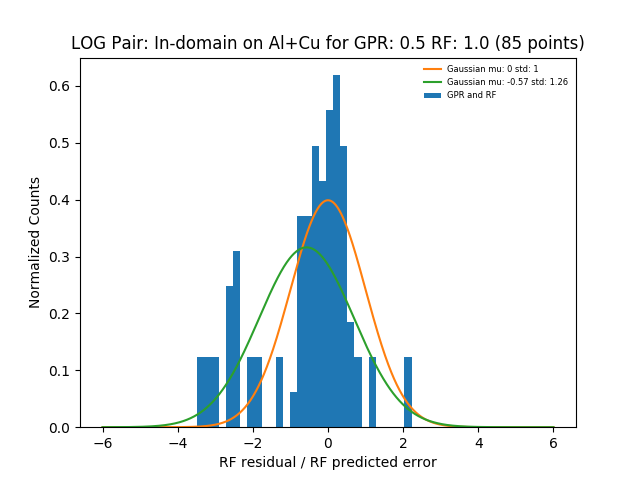 LOG Pair: In-domain on Al+Cu for GPR: 0.5 RF: 1.0 (85 points)
Gaussian mu: 0 std: 1
Gaussian mu: -0.57 std: 1.26
GPR and RF
Normalized Counts
0.6
0.5
0.4
0.3
0.2
0.1
0.0
−6 −4 −2 0 2 4 6
RF residual / RF predicted error